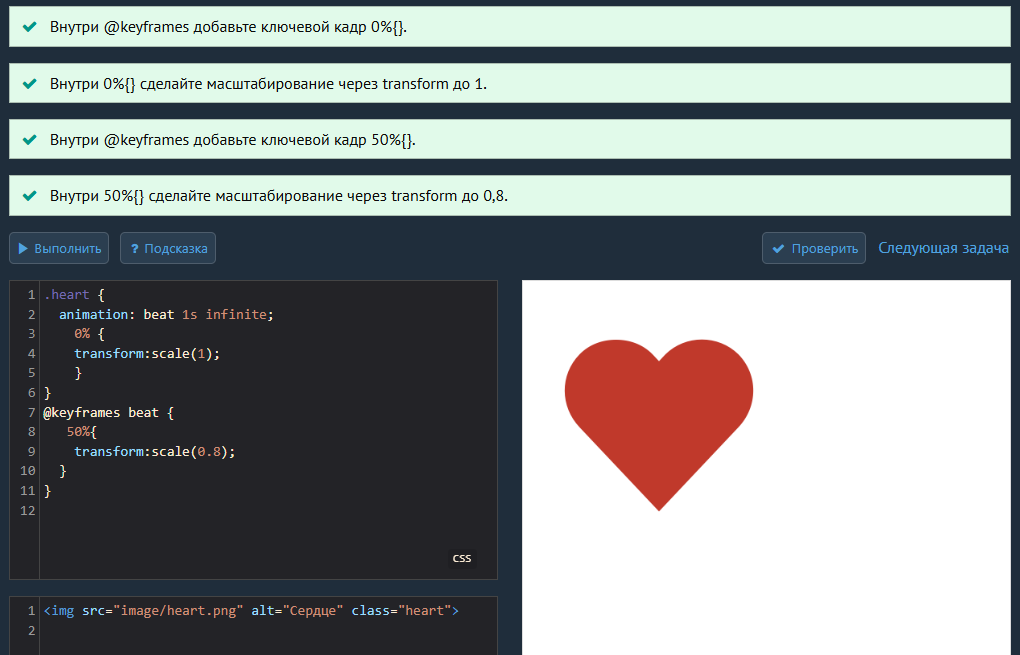 Внутри @keyframes добавьте ключевой кадр 0%{}.
Внутри 0%{} сделайте масштабирование через transform до 1.
Внутри @keyframes добавьте ключевой кадр 50%{}.
Внутри 50%{} сделайте масштабирование через transform до 0,8.
Выполнить ? Подсказка Проверить Следующая задача
1 .heart {
2 animation: beat 1s infinite;
3 0% {
4 transform:scale(1);
5 }
6 }
7 @keyframes beat {
8 50%{
9 transform:scale(0.8);
10 }
11 }
12
css
1 <img src="image/heart.png" alt="Сердце" class="heart">
2